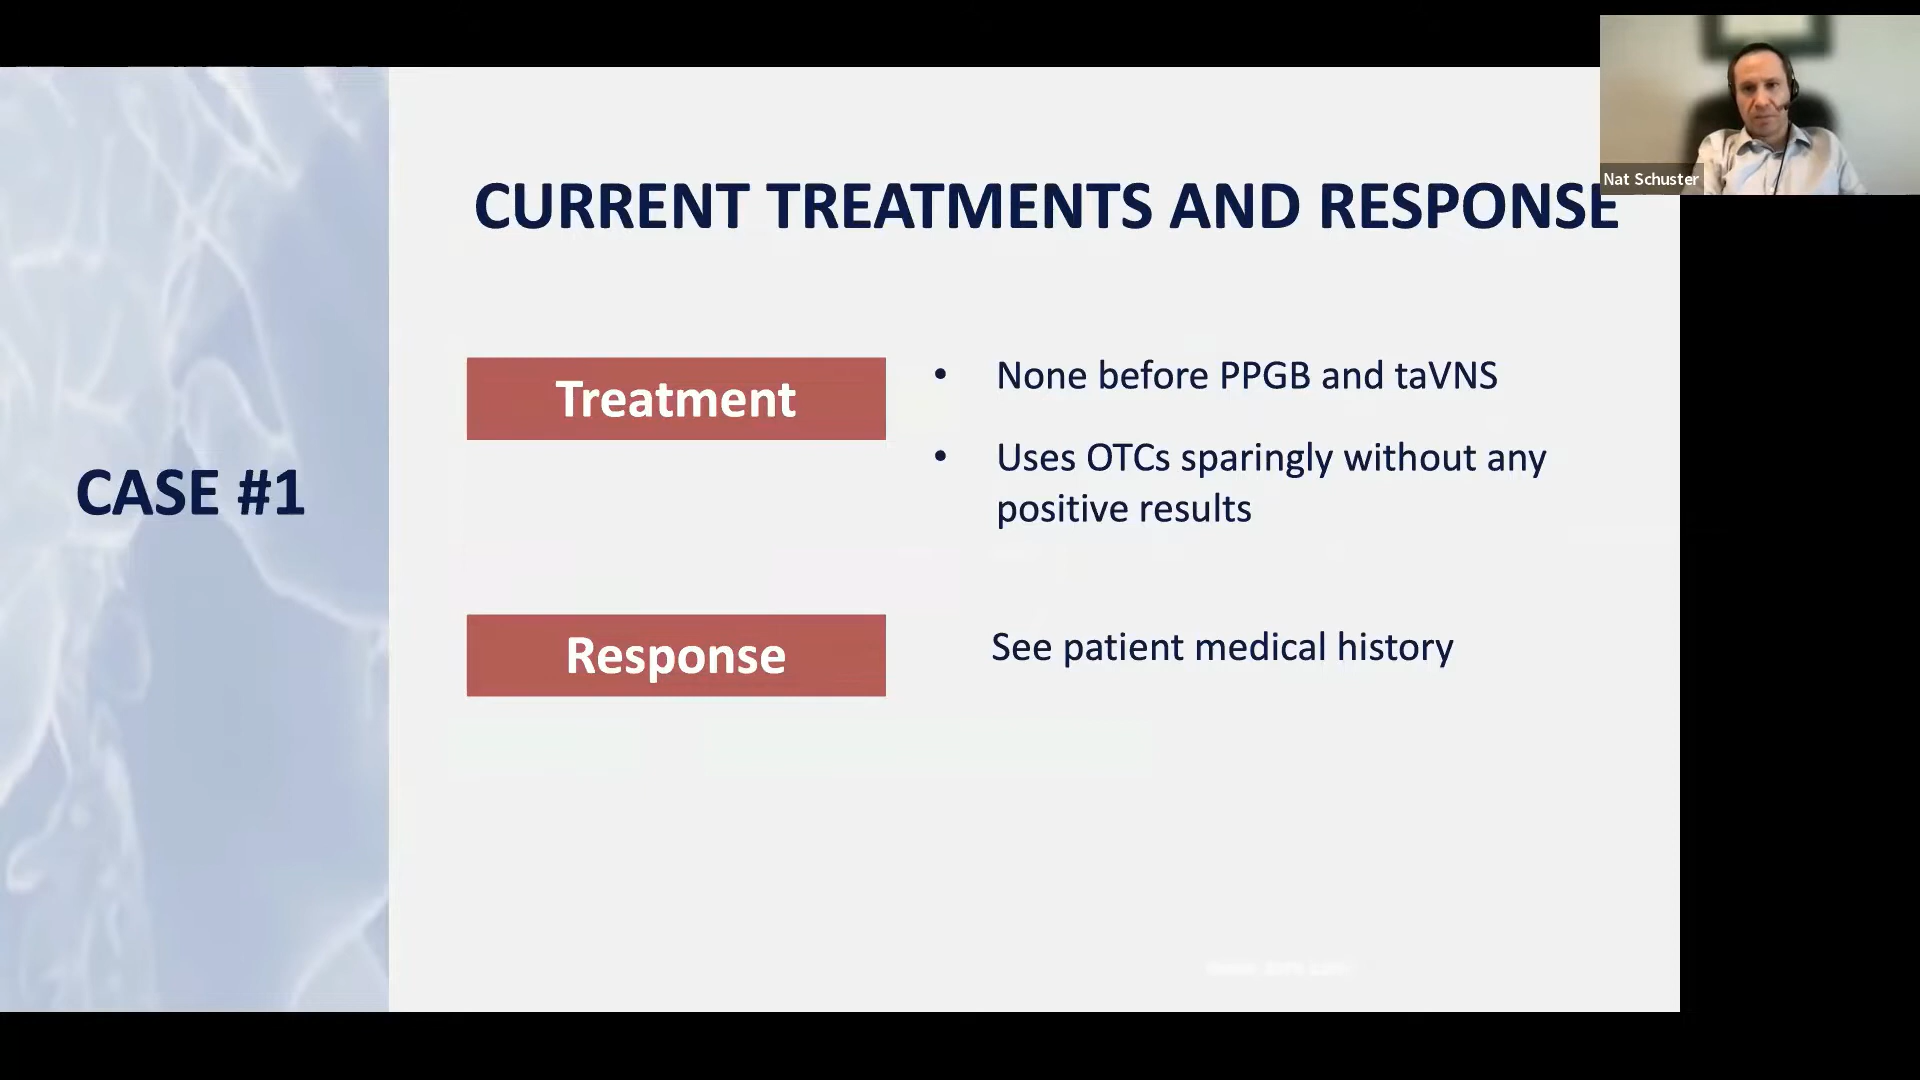 Nat Schuster
CURRENT TREATMENTS AND RESPONSE
CASE #1
Treatment
• None before PPGB and taVNS
• Uses OTCs sparingly without any
positive results
Response
See patient medical history